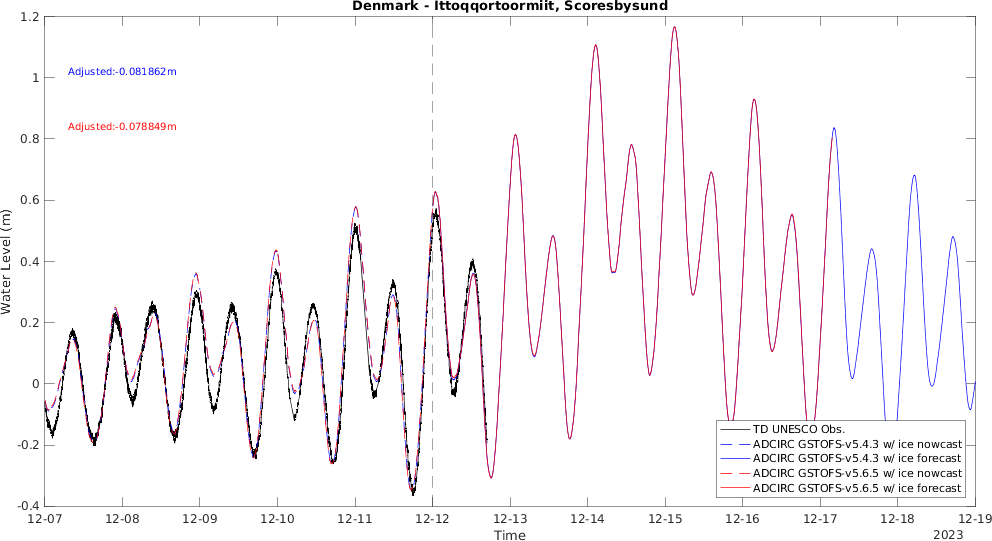 Denmark - Ittoqqortoormiit, Scoresbysund
1.2
1
0.8
0.6
0.4
0.2
0
-0.2
-0.4
Water Level (m)
Adjusted:-0.081862m
Adjusted:-0.078849m
TD UNESCO Obs.
ADCIRC GSTOFS-v5.4.3 w/ ice nowcast
ADCIRC GSTOFS-v5.4.3 w/ ice forecast
ADCIRC GSTOFS-v5.6.5 w/ ice nowcast
ADCIRC GSTOFS-v5.6.5 w/ ice forecast
12-07 12-08 12-09 12-10 12-11 12-12 12-13 12-14 12-15 12-16 12-17 12-18 12-19
Time
2023